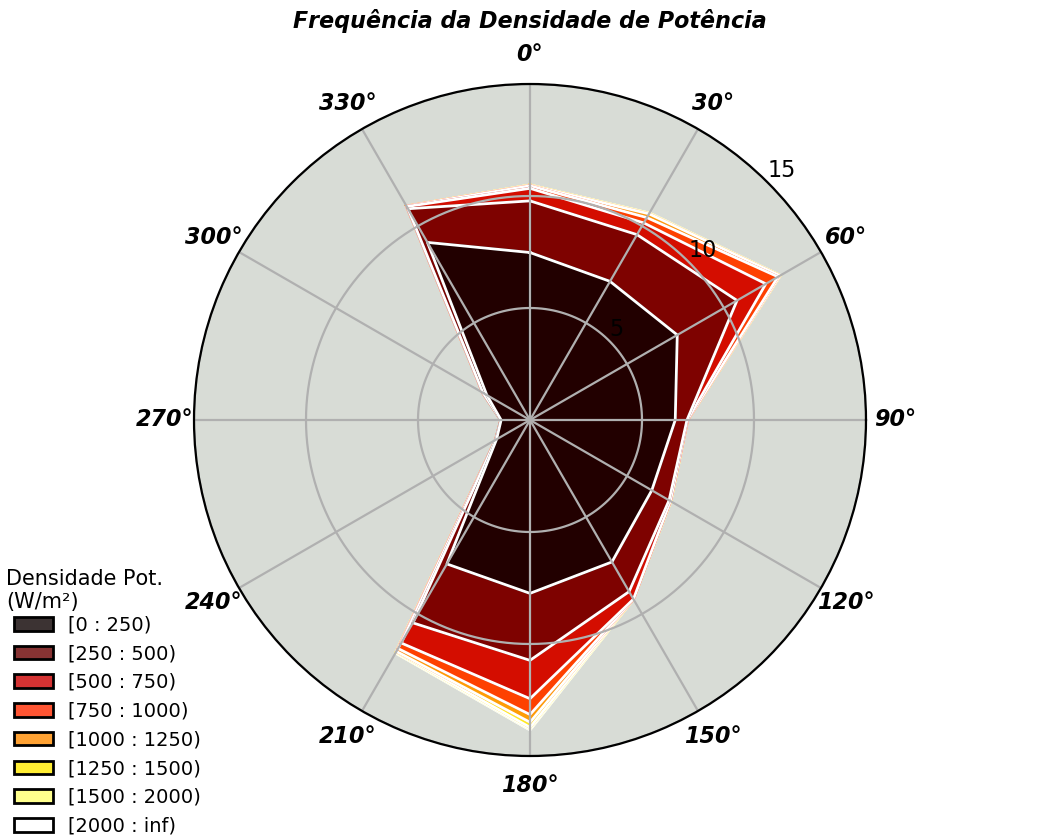 Frequência da Densidade de Potência
0°
330°
30°
15
300°
60°
10
5
270°
90°
240°
120°
210°
150°
180°
Densidade Pot.
(W/m²)
[0 : 250)
[250 : 500)
[500 : 750)
[750 : 1000)
[1000 : 1250)
[1250 : 1500)
[1500 : 2000)
[2000 : inf)